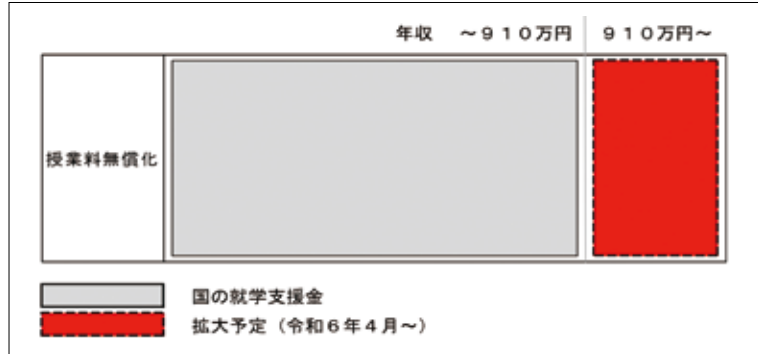 年収　～９１０万円　９１０万円～
授業料無償化
国の就学支援金
拡大予定（令和６年４月～）